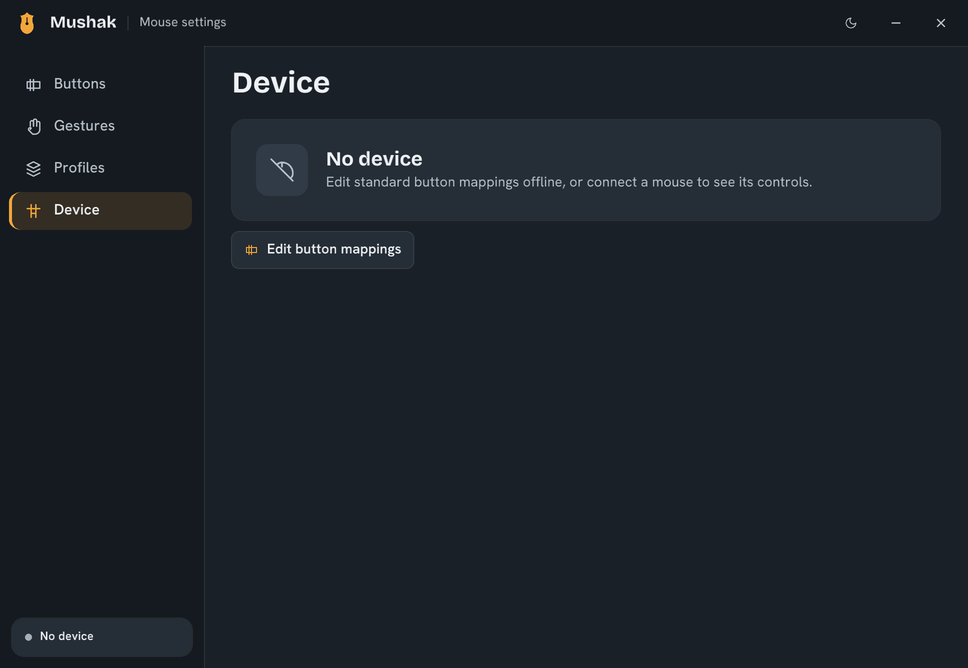 Mushak
Mouse settings
Buttons
Gestures
Profiles
Device
Device
No device
Edit standard button mappings offline, or connect a mouse to see its controls.
Edit button mappings
No device